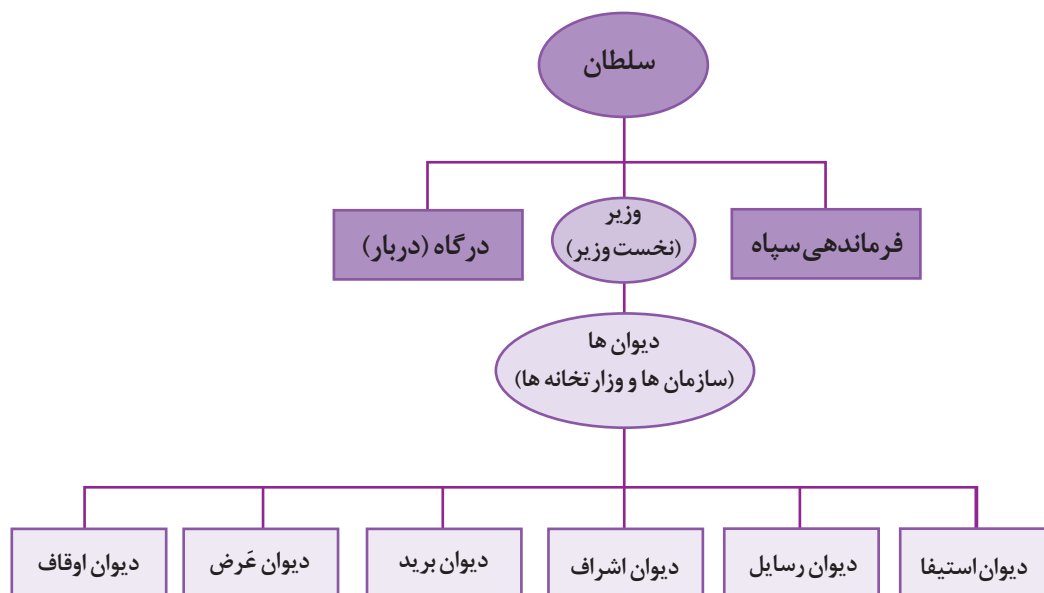 سلطان
فرماندهی سپاه
وزیر
(نخست وزیر)
درگاه (دربار)
دیوان ها
(سازمان ها و وزارتخانه ها)
دیوان استیفا
دیوان رسایل
دیوان اشراف
دیوان برید
دیوان عَرض
دیوان اوقاف